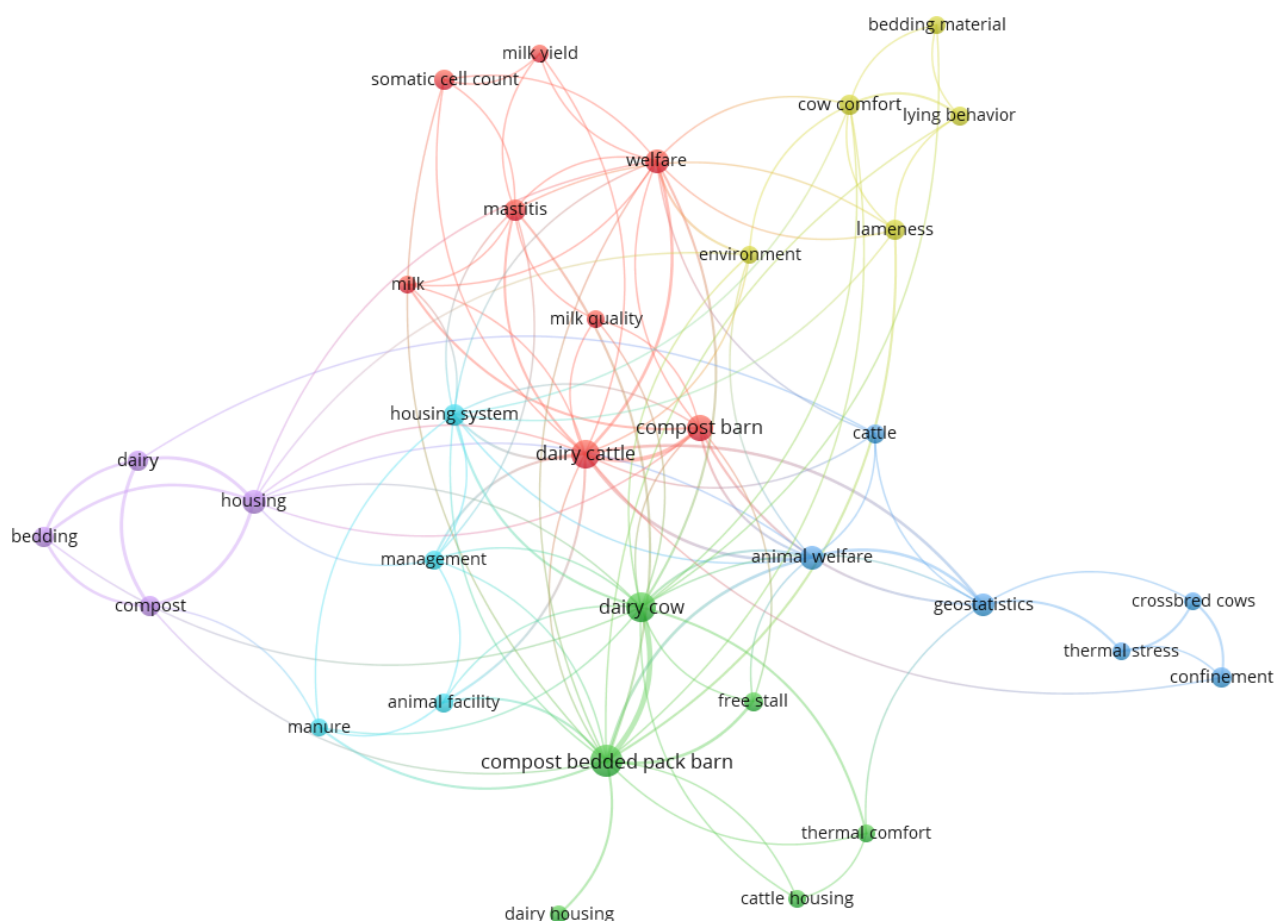 bedding material
milk yield
somatic cell count
cow comfort
lying behavior
welfare
mastitis
lameness
environment
milk
milk quality
housing system
compost barn
cattle
dairy cattle
dairy
housing
bedding
management
animal welfare
compost
dairy cow
geostatistics
crossbred cows
thermal stress
confinement
animal facility
free stall
manure
compost bedded pack barn
thermal comfort
cattle housing
dairy housing